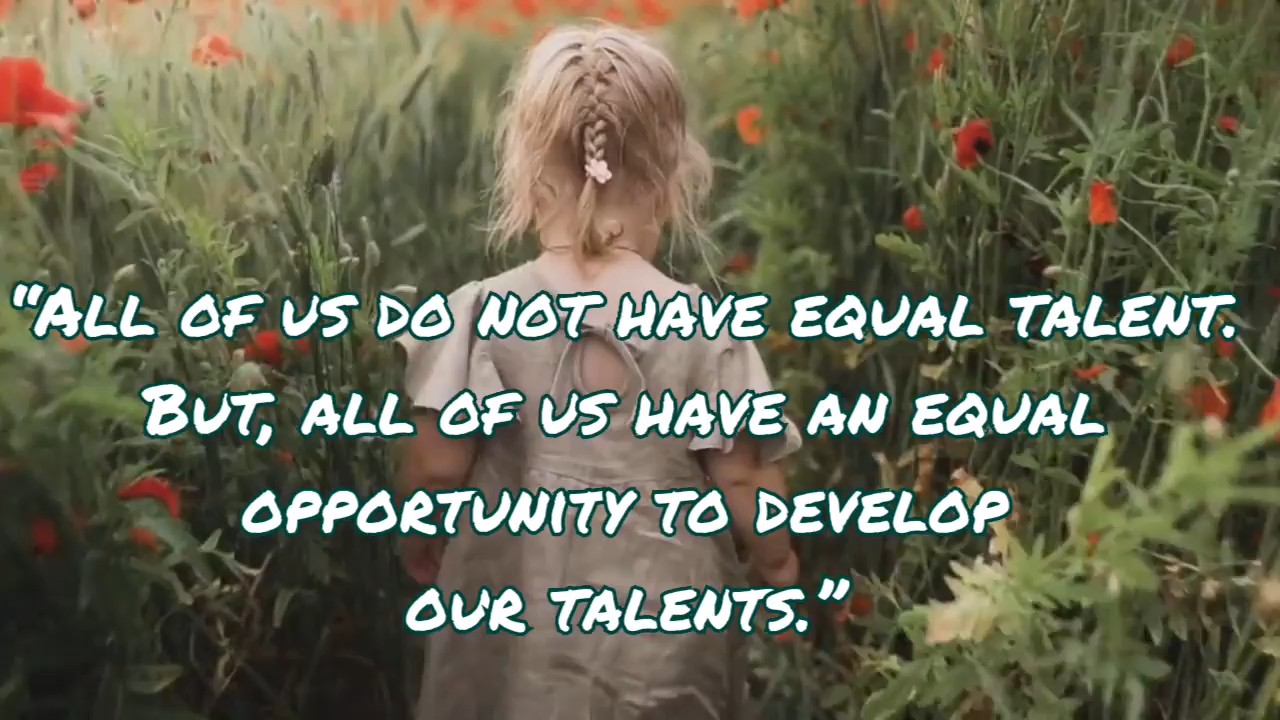 “All of us do not have equal talent.
But, all of us have an equal
opportunity to develop
our talents.”